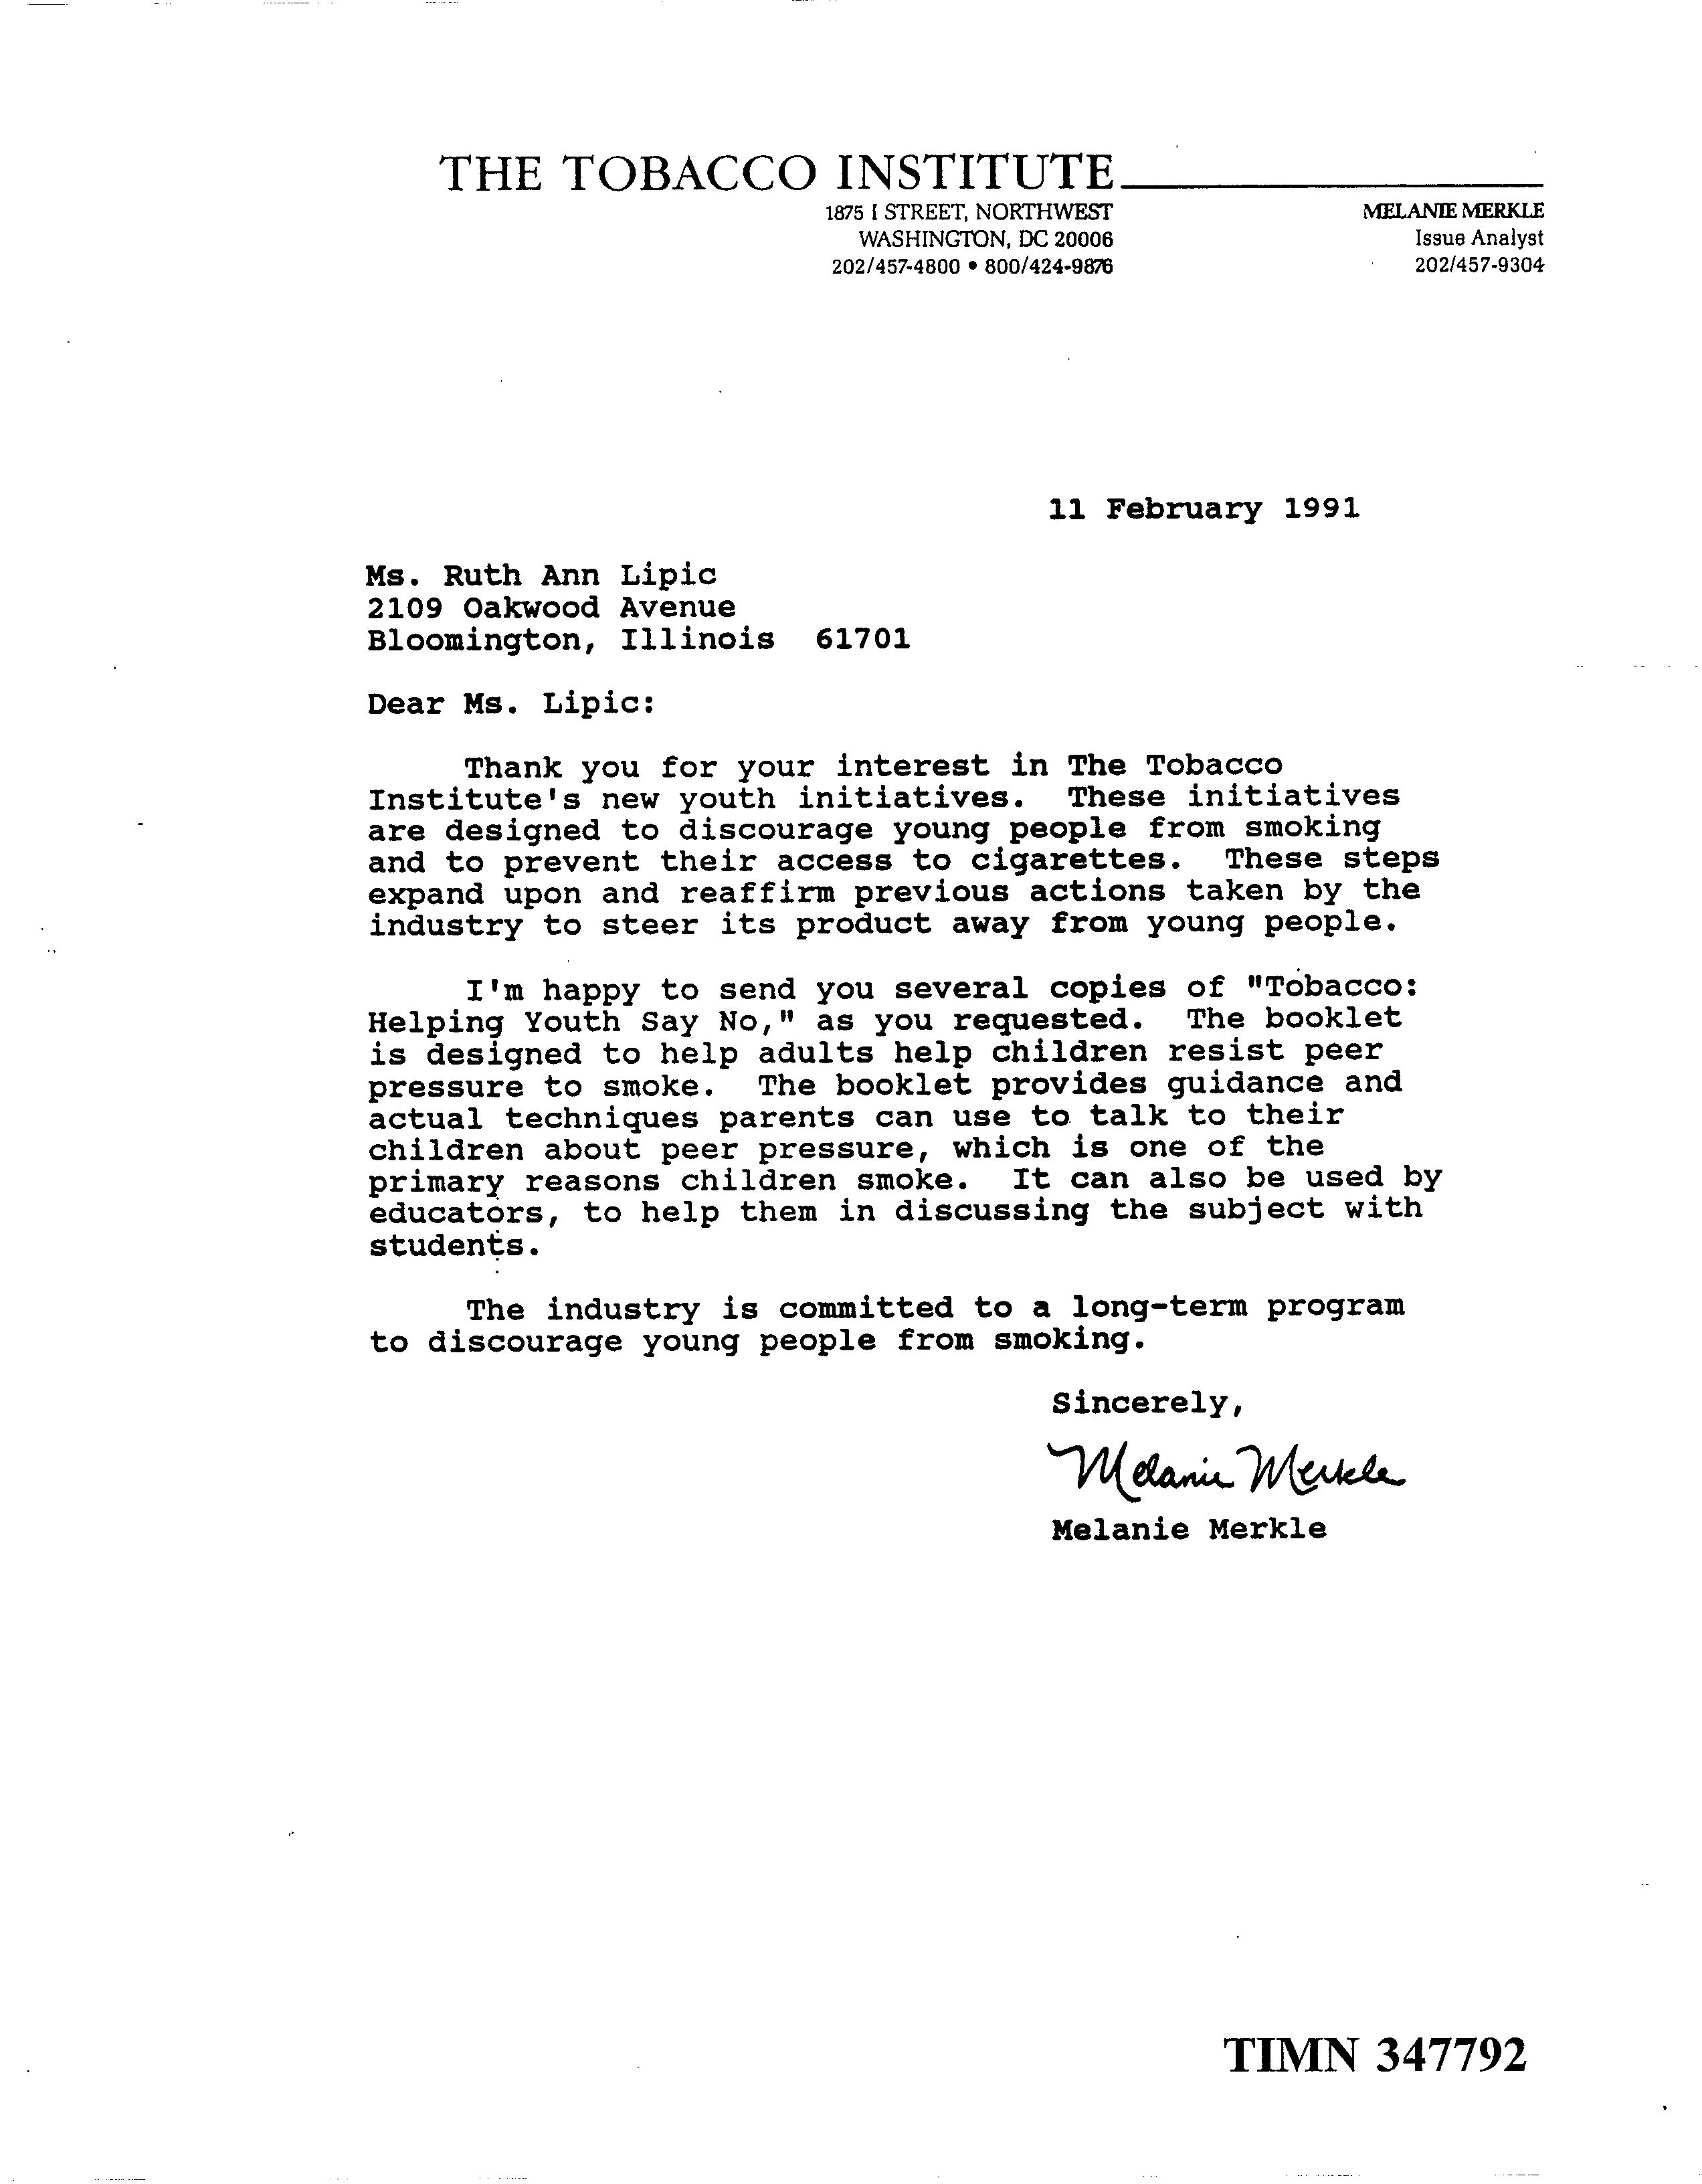 THE TOBACCO INSTITUTE
1875 I STREET, NORTHWEST
WASHINGTON, DC 20006
202/457-4800 • 800/424-9876
MELANIE MERKLE
Issue Analyst
202/457-9304
11 February 1991
Ms. Ruth Ann Lipic
2109 Oakwood Avenue
Bloomington, Illinois  61701
Dear Ms. Lipic:
Thank you for your interest in The Tobacco
Institute's new youth initiatives.  These initiatives
are designed to discourage young people from smoking
and to prevent their access to cigarettes.  These steps
expand upon and reaffirm previous actions taken by the
industry to steer its product away from young people.
I'm happy to send you several copies of "Tobacco:
Helping Youth Say No," as you requested.  The booklet
is designed to help adults help children resist peer
pressure to smoke.  The booklet provides guidance and
actual techniques parents can use to talk to their
children about peer pressure, which is one of the
primary reasons children smoke.  It can also be used by
educators, to help them in discussing the subject with
students.
The industry is committed to a long-term program
to discourage young people from smoking.
Sincerely,
Melanie Merkle
Melanie Merkle
TIMN 347792